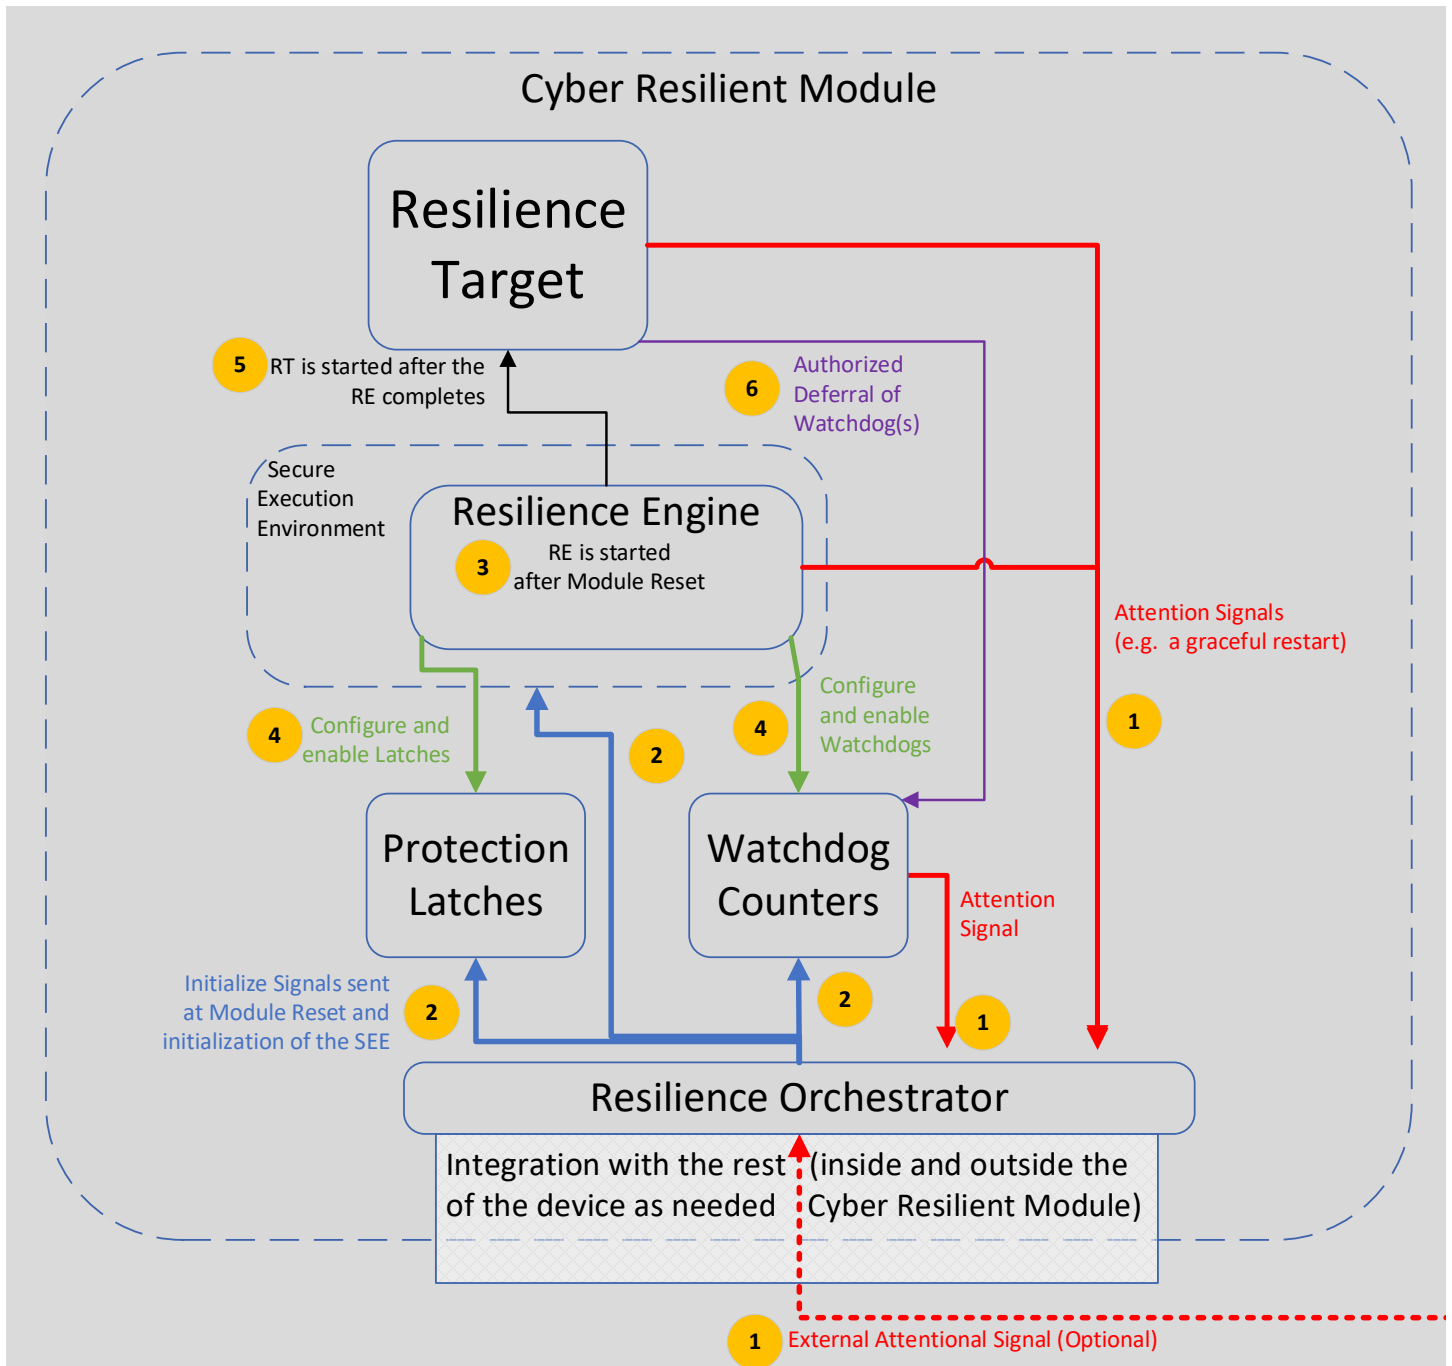 Cyber Resilient Module
Resilience
Target
5
RT is started after the
RE completes
6
Authorized
Deferral of
Watchdog(s)
Secure
Execution
Environment
Resilience Engine
3
RE is started
after Module Reset
Attention Signals
(e.g. a graceful restart)
1
4
Configure and
enable Latches
2
4
Configure
and enable
Watchdogs
Protection
Latches
Watchdog
Counters
Attention
Signal
Initialize Signals sent
at Module Reset and
initialization of the SEE
2
2
1
Resilience Orchestrator
Integration with the rest (inside and outside the
of the device as needed Cyber Resilient Module)
1
External Attentional Signal (Optional)